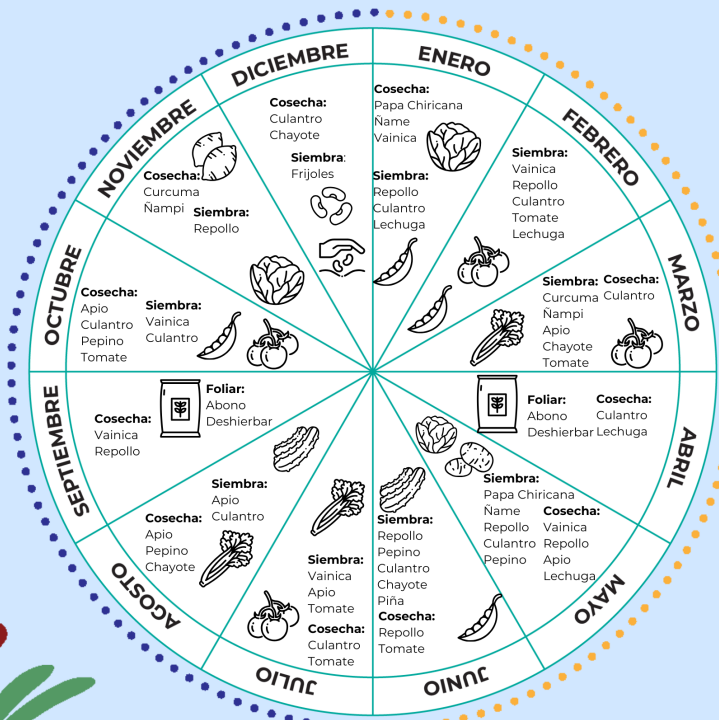 ENERO
Cosecha:
Papa Chiricana
Ñame
Vainica
Siembra:
Repollo
Culantro
Lechuga
FEBRERO
Siembra:
Vainica
Repollo
Culantro
Tomate
Lechuga
MARZO
Siembra:
Curcuma
Ñampi
Apio
Chayote
Tomate
Cosecha:
Culantro
ABRIL
Foliar:
Abono
Deshierbar
Cosecha:
Culantro
Lechuga
MAYO
Siembra:
Papa Chiricana
Ñame
Repollo
Culantro
Pepino
Cosecha:
Vainica
Repollo
Apio
Lechuga
JUNIO
Siembra:
Repollo
Pepino
Culantro
Chayote
Piña
Cosecha:
Repollo
Tomate
JULIO
Siembra:
Vainica
Apio
Tomate
Cosecha:
Culantro
Tomate
AGOSTO
Siembra:
Apio
Culantro
Cosecha:
Apio
Pepino
Chayote
SEPTIEMBRE
Foliar:
Abono
Deshierbar
Cosecha:
Vainica
Repollo
OCTUBRE
Cosecha:
Apio
Culantro
Pepino
Tomate
Siembra:
Vainica
Culantro
NOVIEMBRE
Cosecha:
Curcuma
Ñampi
Siembra:
Repollo
DICIEMBRE
Cosecha:
Culantro
Chayote
Siembra:
Frijoles